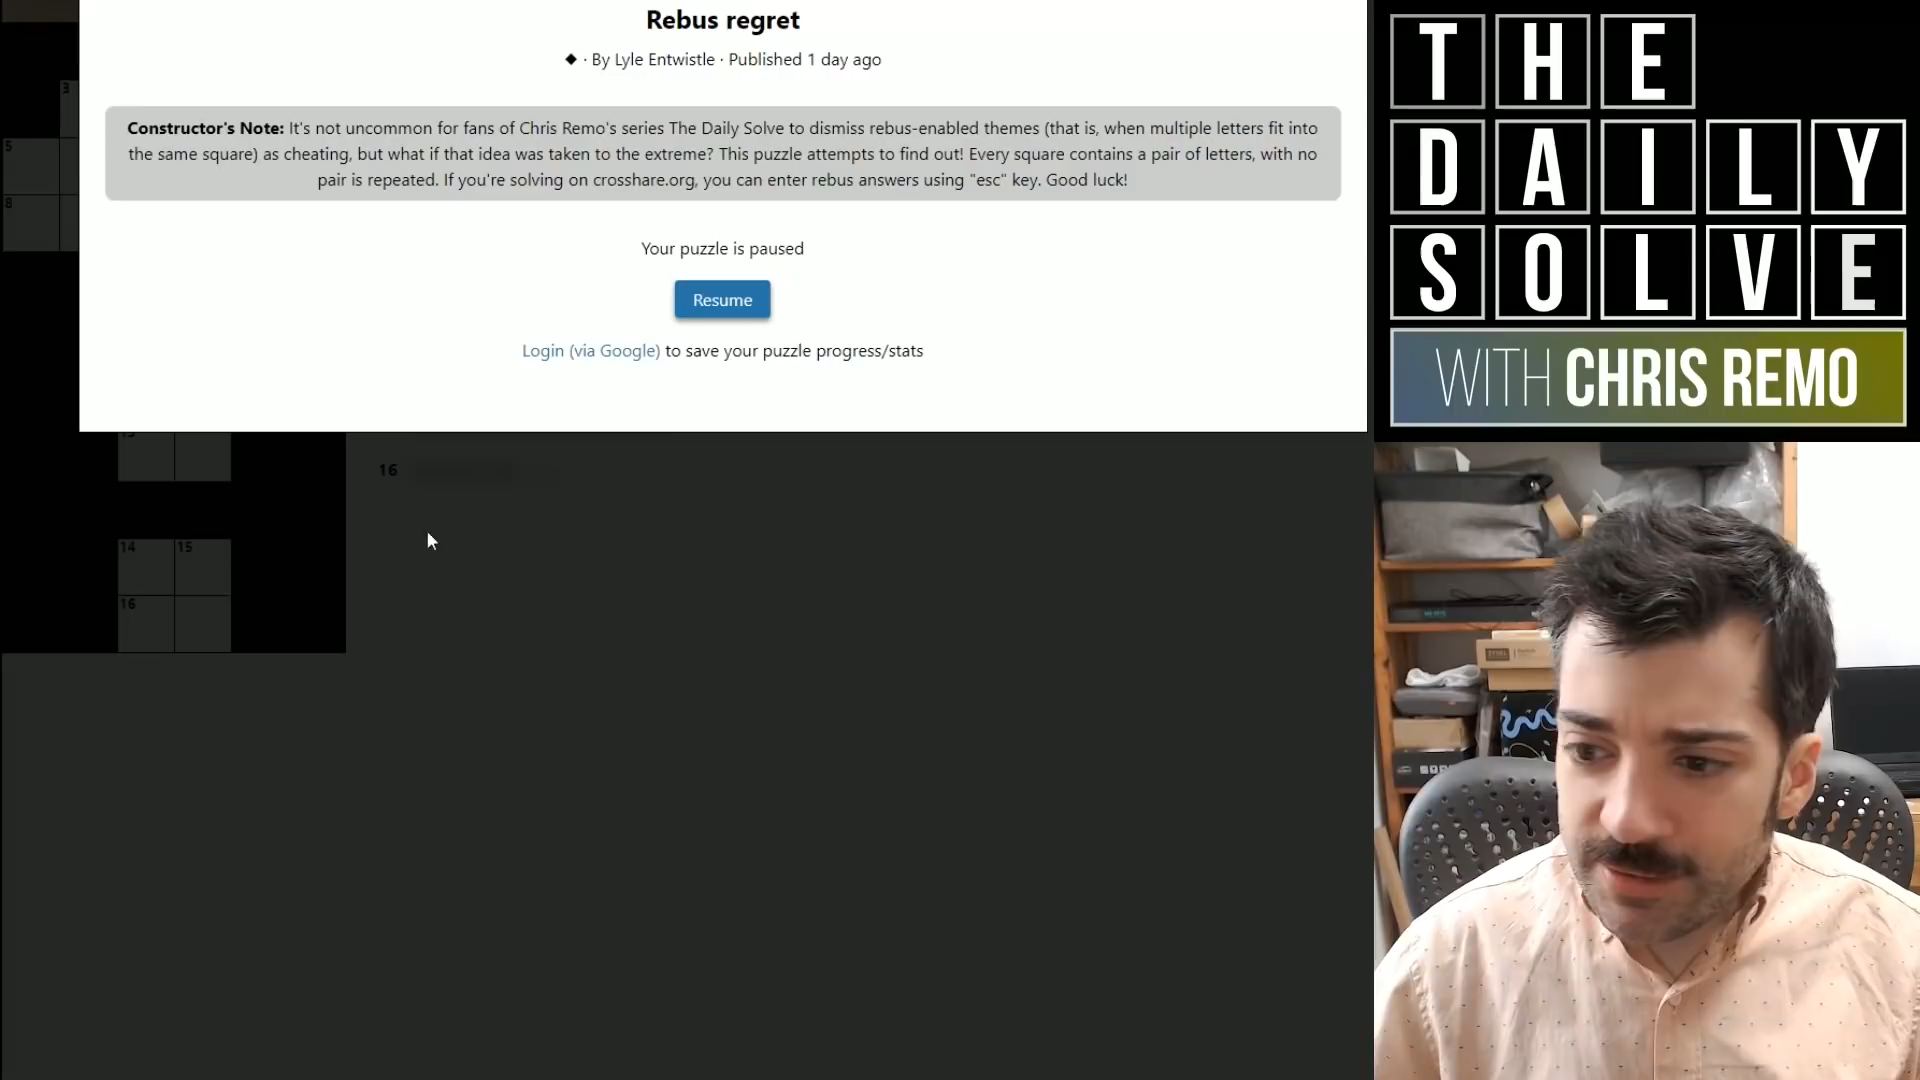 Rebus regret
◆ · By Lyle Entwistle · Published 1 day ago
Constructor's Note: It's not uncommon for fans of Chris Remo's series The Daily Solve to dismiss rebus-enabled themes (that is, when multiple letters fit into
the same square) as cheating, but what if that idea was taken to the extreme? This puzzle attempts to find out! Every square contains a pair of letters, with no
pair is repeated. If you're solving on crosshare.org, you can enter rebus answers using "esc" key. Good luck!
Your puzzle is paused
Resume
Login (via Google) to save your puzzle progress/stats
3
5
8
13
14 15
16
16
THE
DAILY
SOLVE
WITH CHRIS REMO